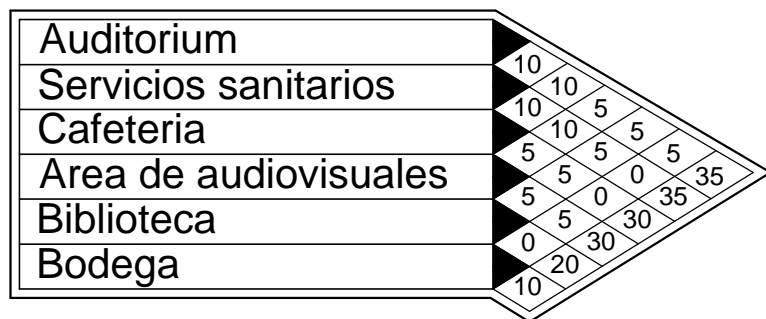 Auditorium
10
Servicios sanitarios 10
10 5
Cafeteria 10 5
5 5 5
Area de audiovisuales 5 0 35
5 0 35
Biblioteca 5 30
0 30
Bodega 20
10